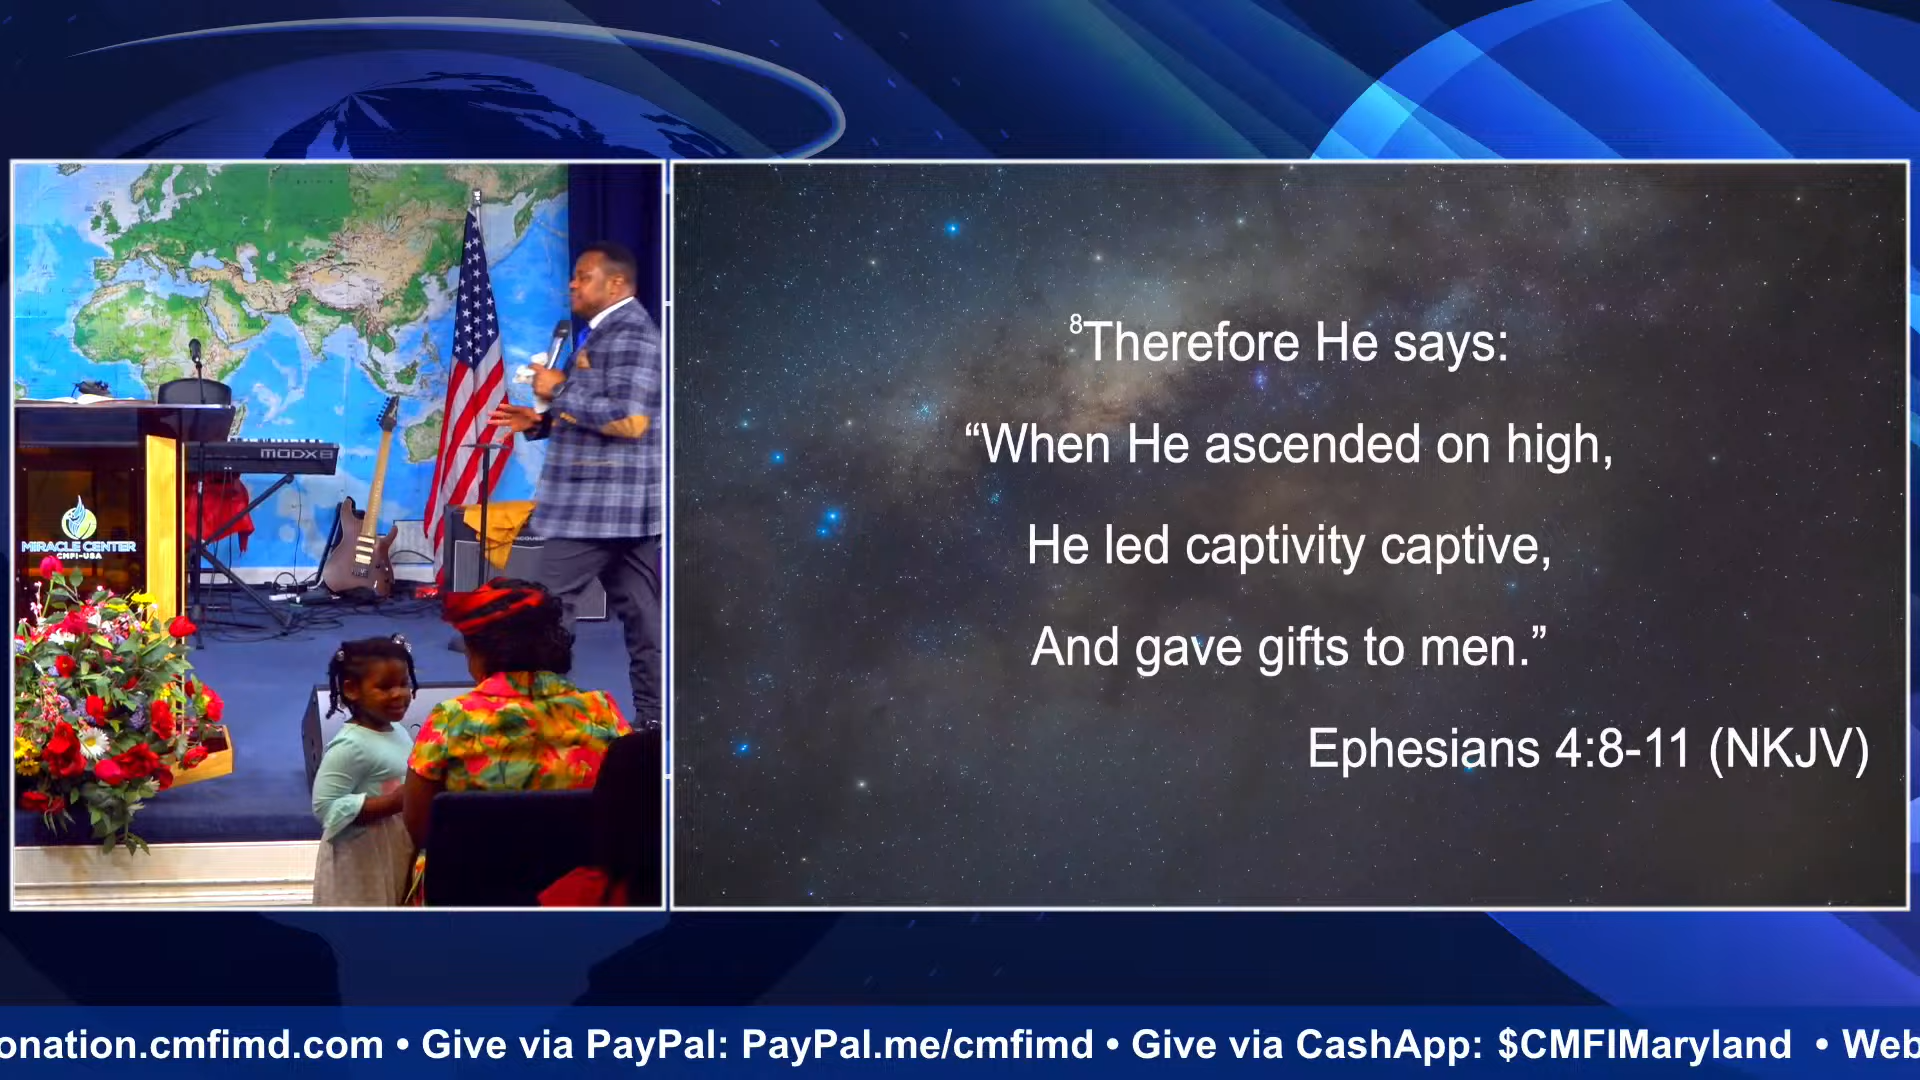 MODX8
MIRACLE CENTER
CMFI-USA
8Therefore He says:
“When He ascended on high,
He led captivity captive,
And gave gifts to men.”
Ephesians 4:8-11 (NKJV)
onation.cmfimd.com • Give via PayPal: PayPal.me/cmfimd • Give via CashApp: $CMFIMaryland • Web